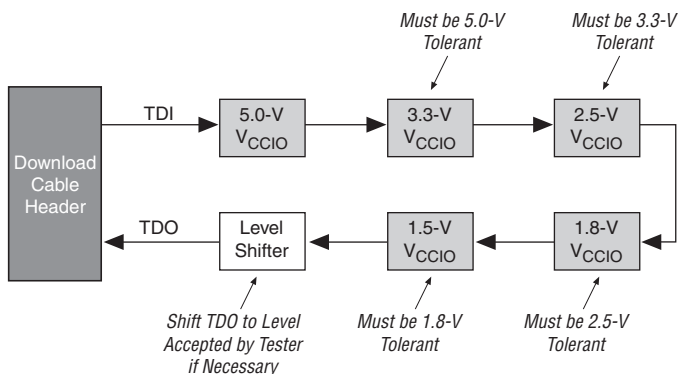 Must be 5.0-V
Tolerant
Must be 3.3-V
Tolerant
Download
Cable
Header
TDI
5.0-V
VCCIO
3.3-V
VCCIO
2.5-V
VCCIO
TDO
Level
Shifter
1.5-V
VCCIO
1.8-V
VCCIO
Shift TDO to Level
Accepted by Tester
if Necessary
Must be 1.8-V
Tolerant
Must be 2.5-V
Tolerant